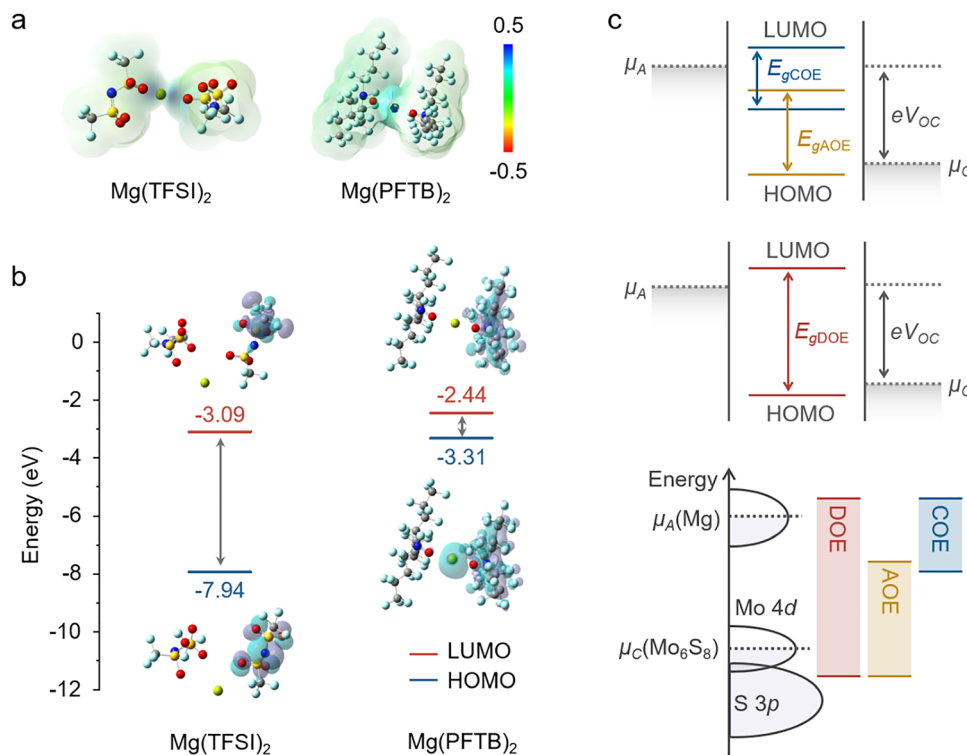 a
0.5
-0.5
Mg(TFSI)₂
Mg(PFTB)₂
b
Energy (eV)
0
-2
-4
-6
-8
-10
-12
-3.09
-7.94
-2.44
-3.31
LUMO
HOMO
Mg(TFSI)₂
Mg(PFTB)₂
c
LUMO
μA
EgCOE
EgAOE
eVOC
μC
HOMO
LUMO
μA
EgDOE
eVOC
μC
HOMO
Energy
μA(Mg)
Mo 4d
μC(Mo₆S₈)
S 3p
DOE
AOE
COE